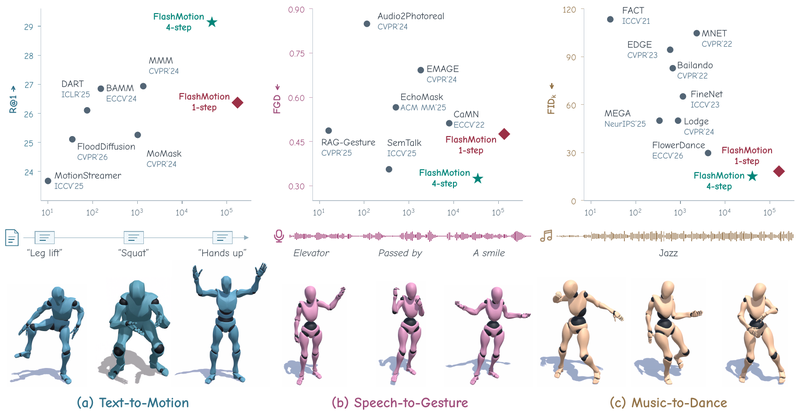 R@1 →
29
28
27
26
25
24
10¹
10²
10³
10⁴
10⁵
FlashMotion
4-step
MMM
CVPR'24
DART
ICLR'25
BAMM
ECCV'24
FlashMotion
1-step
FloodDiffusion
CVPR'26
MoMask
CVPR'24
MotionStreamer
ICCV'25
FGD →
0.90
0.75
0.60
0.45
0.30
10¹
10²
10³
10⁴
10⁵
Audio2Photoreal
CVPR'24
EMAGE
CVPR'24
EchoMask
ACM MM'25
CaMN
ECCV'22
RAG-Gesture
CVPR'25
SemTalk
ICCV'25
FlashMotion
1-step
FlashMotion
4-step
FIDₖ →
120
90
60
30
0
10¹
10²
10³
10⁴
10⁵
FACT
ICCV'21
MNET
CVPR'22
EDGE
CVPR'23
Bailando
CVPR'22
FineNet
ICCV'23
MEGA
NeurIPS'25
Lodge
CVPR'24
FlowerDance
ECCV'26
FlashMotion
1-step
FlashMotion
4-step
"Leg lift"
"Squat"
"Hands up"
Elevator
Passed by
A smile
Jazz
(a) Text-to-Motion
(b) Speech-to-Gesture
(c) Music-to-Dance